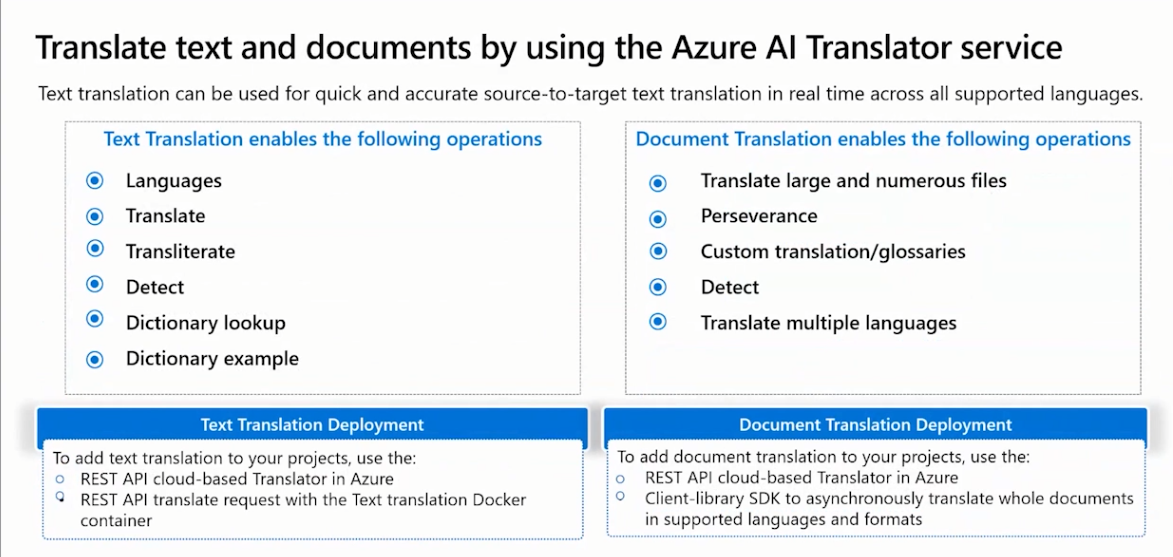 Translate text and documents by using the Azure AI Translator service
Text translation can be used for quick and accurate source-to-target text translation in real time across all supported languages.
Text Translation enables the following operations
Languages
Translate
Transliterate
Detect
Dictionary lookup
Dictionary example
Document Translation enables the following operations
Translate large and numerous files
Perseverance
Custom translation/glossaries
Detect
Translate multiple languages
Text Translation Deployment
To add text translation to your projects, use the:
REST API cloud-based Translator in Azure
REST API translate request with the Text translation Docker
container
Document Translation Deployment
To add document translation to your projects, use the:
REST API cloud-based Translator in Azure
Client-library SDK to asynchronously translate whole documents
in supported languages and formats